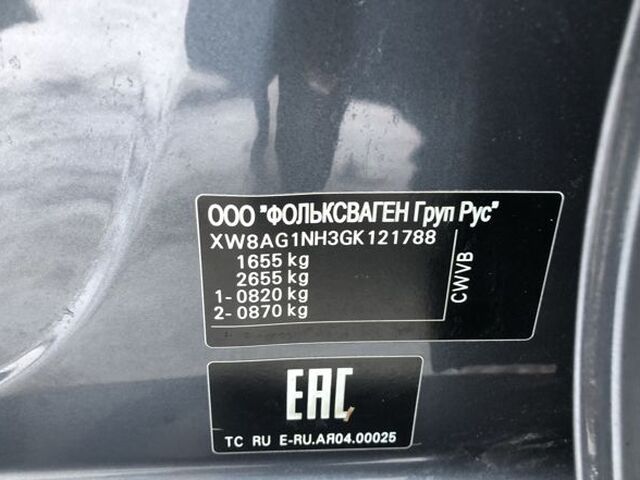 ООО "ФОЛЬКСВАГЕН Груп Рус"
XW8AG1NH3GK121788
1655 kg
2655 kg
1- 0820 kg
2- 0870 kg
CWVB
EAC
TC RU E-RU.АЯ04.00025